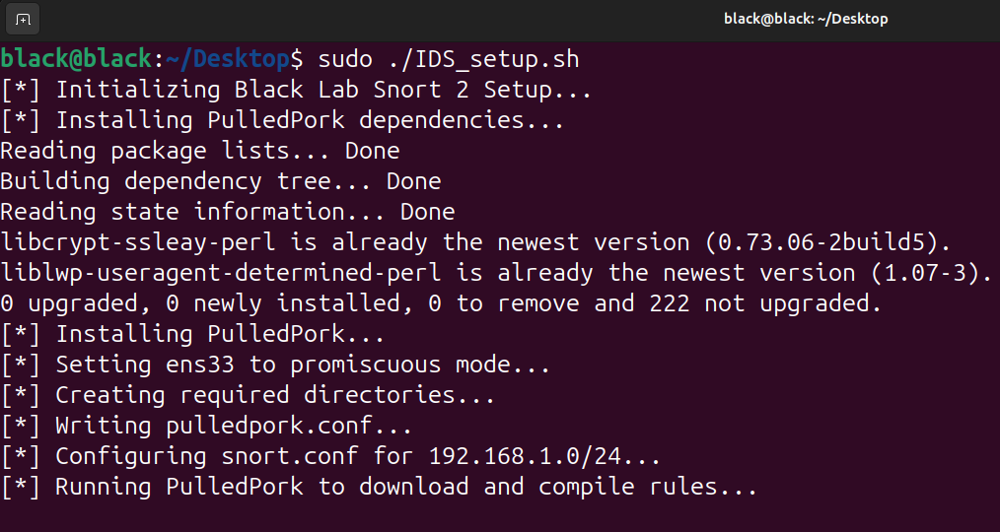 black@black: ~/Desktop
black@black:~/Desktop$ sudo ./IDS_setup.sh
[*] Initializing Black Lab Snort 2 Setup...
[*] Installing PulledPork dependencies...
Reading package lists... Done
Building dependency tree... Done
Reading state information... Done
libcrypt-ssleay-perl is already the newest version (0.73.06-2build5).
liblwp-useragent-determined-perl is already the newest version (1.07-3).
0 upgraded, 0 newly installed, 0 to remove and 222 not upgraded.
[*] Installing PulledPork...
[*] Setting ens33 to promiscuous mode...
[*] Creating required directories...
[*] Writing pulledpork.conf...
[*] Configuring snort.conf for 192.168.1.0/24...
[*] Running PulledPork to download and compile rules...